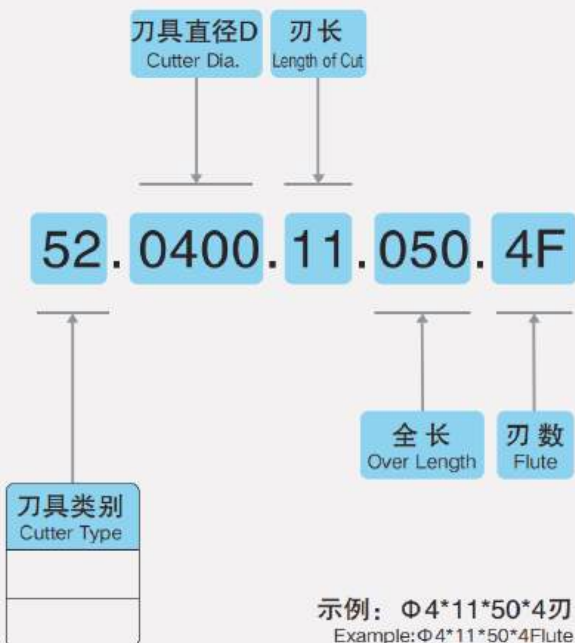 刀具直径D
Cutter Dia.
刃长
Length of Cut
52.0400.11.050.4F
全长
Over Length
刃数
Flute
刀具类别
Cutter Type
示例：Φ4*11*50*4刃
Example:Φ4*11*50*4Flute